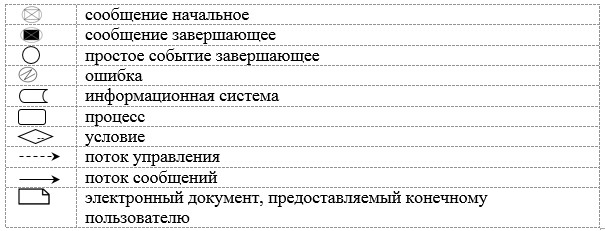 сообщение начальное
сообщение завершающее
простое событие завершающее
ошибка
информационная система
процесс
условие
поток управления
поток сообщений
электронный документ, предоставляемый конечному
пользователю